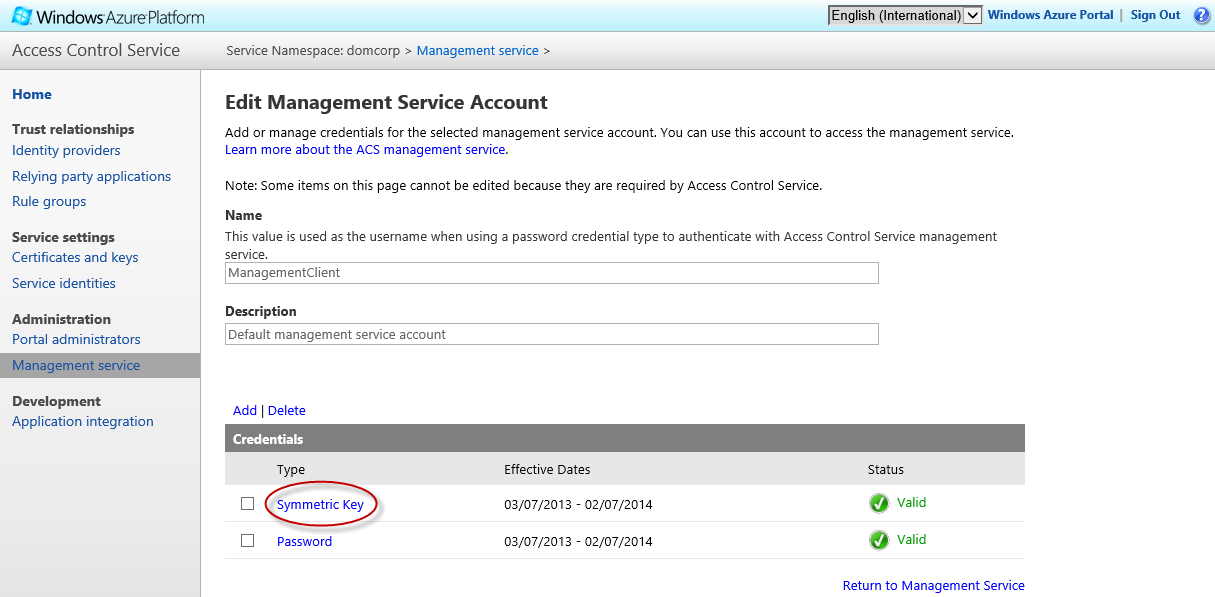 Windows Azure Platform
English (International)
Windows Azure Portal | Sign Out
?
Access Control Service
Service Namespace: domcorp > Management service >
Home
Trust relationships
Identity providers
Relying party applications
Rule groups
Service settings
Certificates and keys
Service identities
Administration
Portal administrators
Management service
Development
Application integration
Edit Management Service Account
Add or manage credentials for the selected management service account. You can use this account to access the management service.
Learn more about the ACS management service.
Note: Some items on this page cannot be edited because they are required by Access Control Service.
Name
This value is used as the username when using a password credential type to authenticate with Access Control Service management
service.
ManagementClient
Description
Default management service account
Add | Delete
Credentials
Type Effective Dates Status
Symmetric Key 03/07/2013 - 02/07/2014 Valid
Password 03/07/2013 - 02/07/2014 Valid
Return to Management Service